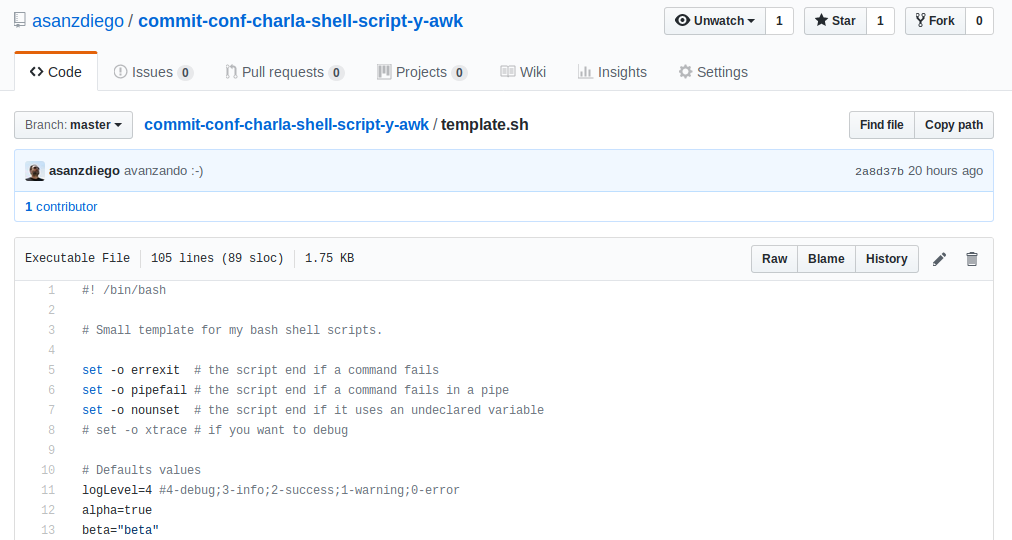 asanzdiego / commit-conf-charla-shell-script-y-awk
Unwatch 1 Star 1 Fork 0
Code Issues 0 Pull requests 0 Projects 0 Wiki Insights Settings
Branch: master commit-conf-charla-shell-script-y-awk / template.sh Find file Copy path
asanzdiego avanzando :-) 2a8d37b 20 hours ago
1 contributor
Executable File 105 lines (89 sloc) 1.75 KB Raw Blame History
1 #! /bin/bash
2
3 # Small template for my bash shell scripts.
4
5 set -o errexit # the script end if a command fails
6 set -o pipefail # the script end if a command fails in a pipe
7 set -o nounset # the script end if it uses an undeclared variable
8 # set -o xtrace # if you want to debug
9
10 # Defaults values
11 logLevel=4 #4-debug;3-info;2-success;1-warning;0-error
12 alpha=true
13 beta="beta"